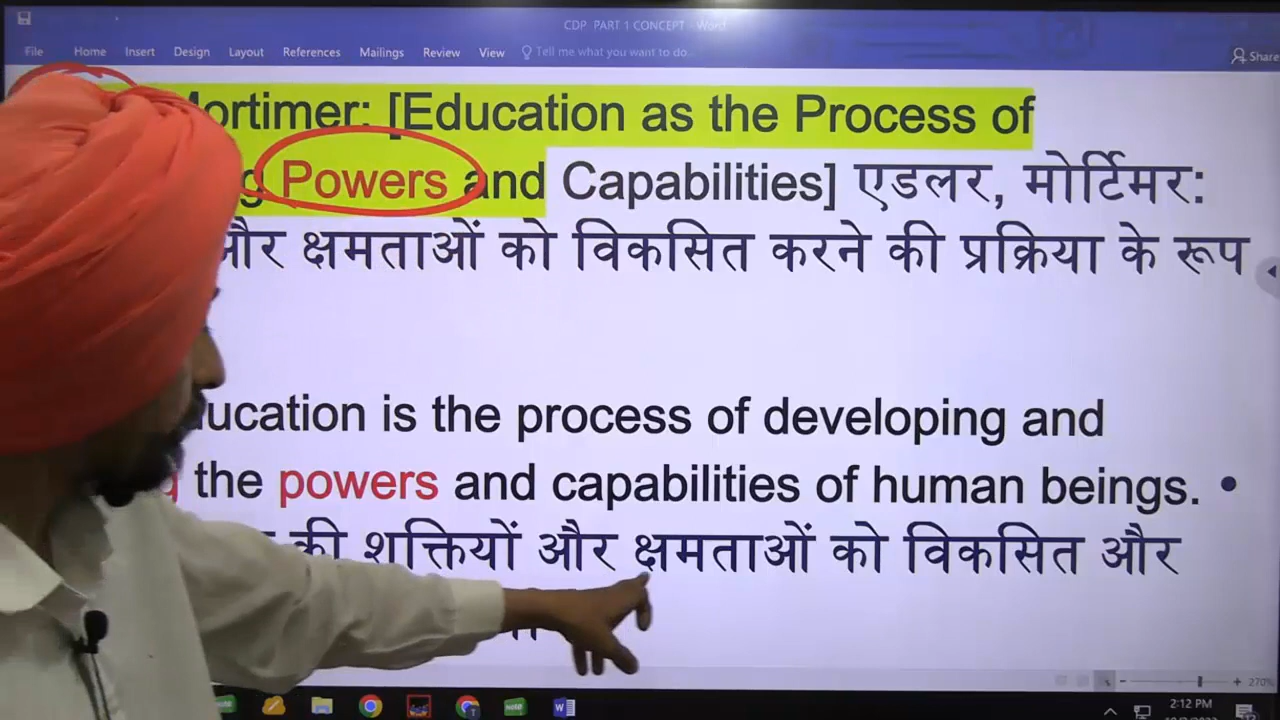 CDP PART 1 CONCEPT - Word
File Home Insert Design Layout References Mailings Review View Tell me what you want to do... Share
Mortimer: [Education as the Process of
Powers and Capabilities] एडलर, मोर्टिमर:
और क्षमताओं को विकसित करने की प्रक्रिया के रूप
ducation is the process of developing and
the powers and capabilities of human beings. •
की शक्तियों और क्षमताओं को विकसित और
270%
2:12 PM